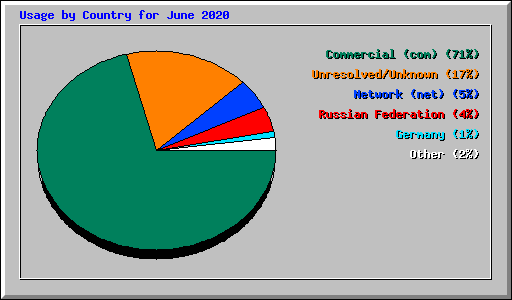 Usage by Country for June 2020
Commercial (com) (71%)
Unresolved/Unknown (17%)
Network (net) (5%)
Russian Federation (4%)
Germany (1%)
Other (2%)